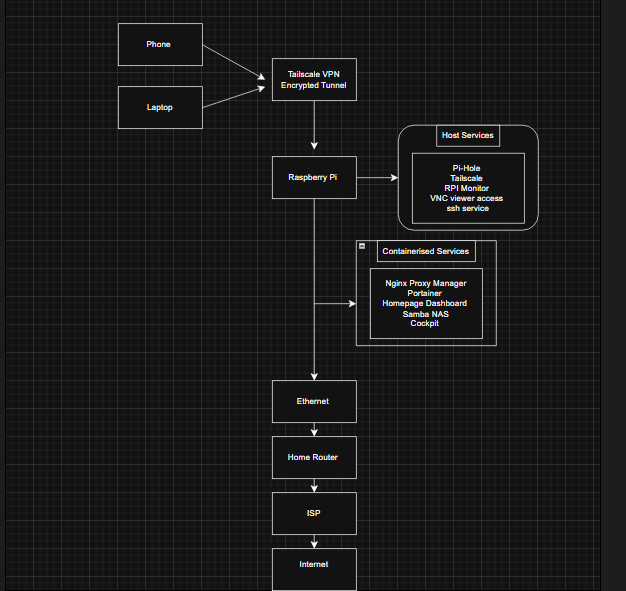 Phone
Laptop
Tailscale VPN
Encrypted Tunnel
Raspberry Pi
Host Services
Pi-Hole
Tailscale
RPI Monitor
VNC viewer access
ssh service
Containerised Services
Nginx Proxy Manager
Portainer
Homepage Dashboard
Samba NAS
Cockpit
Ethernet
Home Router
ISP
Internet